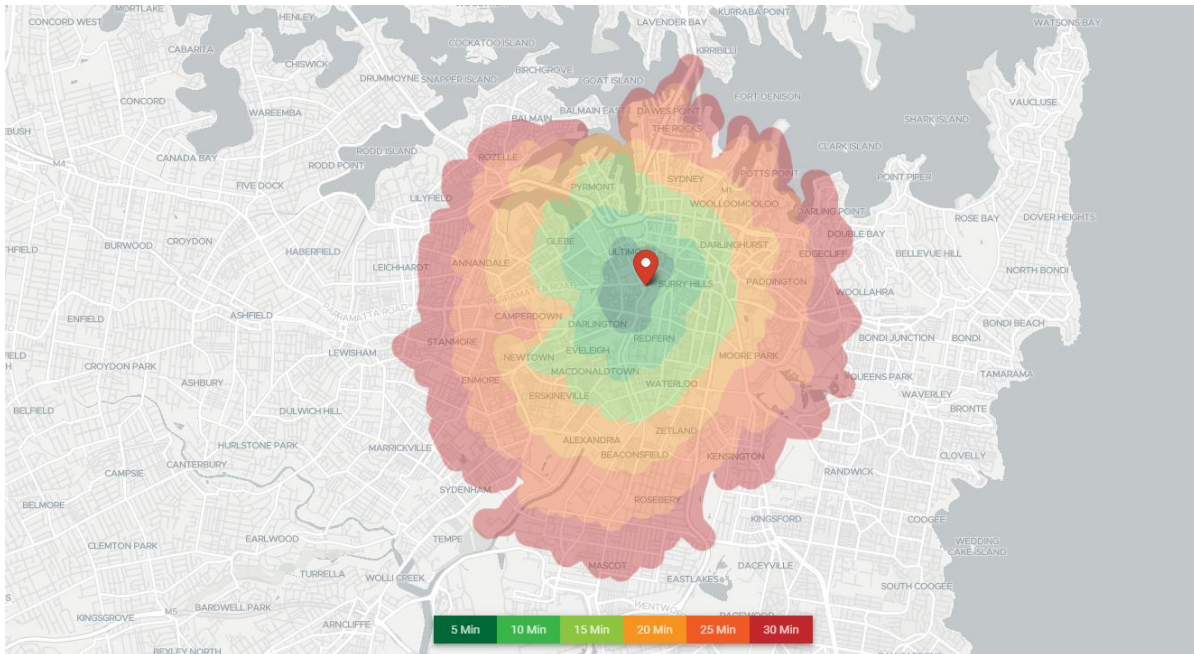 MORTLAKE
HENLEY
KURRABA POINT
CONCORD WEST
LAVENDER BAY
WATSONS BAY
CABARITA
COCKATOO ISLAND
KIRRIBILLI
CHISWICK
BIRCHGROVE
DRUMMOYNE
SNAPPER ISLAND
GOAT ISLAND
CONCORD
FORT DENISON
VAUCLUSE
WAREEMBA
BALMAIN EAST
DAWES POINT
BALMAIN
SHARK ISLAND
THE ROCKS
CLARK ISLAND
RODD ISLAND
ROZELLE
CANADA BAY
M4
RODD POINT
POTTS POINT
POINT PIPER
SYDNEY
FIVE DOCK
PYRMONT
M1
LILYFIELD
WOOLLOOMOOLOO
DARLING POINT
ROSE BAY
DOVER HEIGHTS
DOUBLE BAY
BURWOOD
CROYDON
HABERFIELD
GLEBE
DARLINGHURST
ULTIMO
EDGECLIFF
BELLEVUE HILL
LEICHHARDT
ANNANDALE
NORTH BONDI
SURRY HILLS
PADDINGTON
WOOLLAHRA
PARRAMATTA ROAD
PARRAMATTA ROAD
ENFIELD
ASHFIELD
CAMPERDOWN
DARLINGTON
BONDI BEACH
STANMORE
REDFERN
BONDI JUNCTION
BONDI
LEWISHAM
EVELEIGH
NEWTOWN
MOORE PARK
CROYDON PARK
MACDONALDTOWN
TAMARAMA
ASHBURY
ENMORE
WATERLOO
QUEENS PARK
ERSKINEVILLE
WAVERLEY
BELFIELD
DULWICH HILL
BRONTE
HURLSTONE PARK
MARRICKVILLE
ZETLAND
ALEXANDRIA
BEACONSFIELD
KENSINGTON
CLOVELLY
CANTERBURY
CAMPSIE
RANDWICK
SYDENHAM
ROSEBERY
BELMORE
KINGSFORD
COOGEE
EARLWOOD
TEMPE
WEDDING
CAKE ISLAND
CLEMTON PARK
MASCOT
DACEYVILLE
TURRELLA
WOLLI CREEK
EASTLAKES
SOUTH COOGEE
BARDWELL PARK
M5
KINGSGROVE
ARNCLIFFE
5 Min 10 Min 15 Min 20 Min 25 Min 30 Min
BEXLEY NORTH